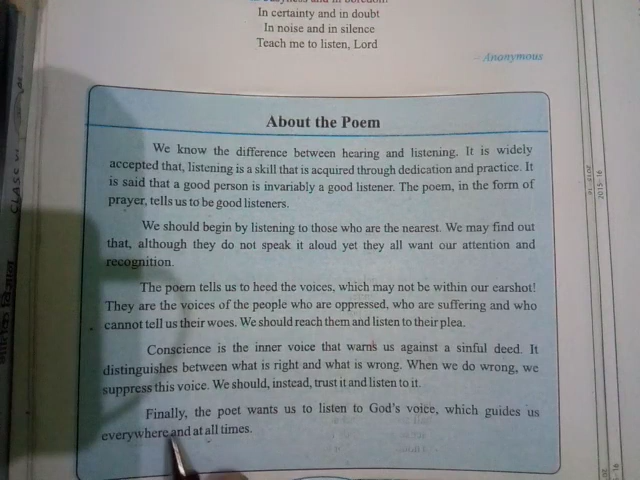 In certainty and in doubt
In noise and in silence
Teach me to listen, Lord
- Anonymous
About the Poem
We know the difference between hearing and listening. It is widely
accepted that, listening is a skill that is acquired through dedication and practice. It
is said that a good person is invariably a good listener. The poem, in the form of
prayer, tells us to be good listeners.
We should begin by listening to those who are the nearest. We may find out
that, although they do not speak it aloud yet they all want our attention and
recognition.
The poem tells us to heed the voices, which may not be within our earshot!
They are the voices of the people who are oppressed, who are suffering and who
cannot tell us their woes. We should reach them and listen to their plea.
Conscience is the inner voice that warns us against a sinful deed. It
distinguishes between what is right and what is wrong. When we do wrong, we
suppress this voice. We should, instead, trust it and listen to it.
Finally, the poet wants us to listen to God's voice, which guides us
everywhere and at all times.
2015-16